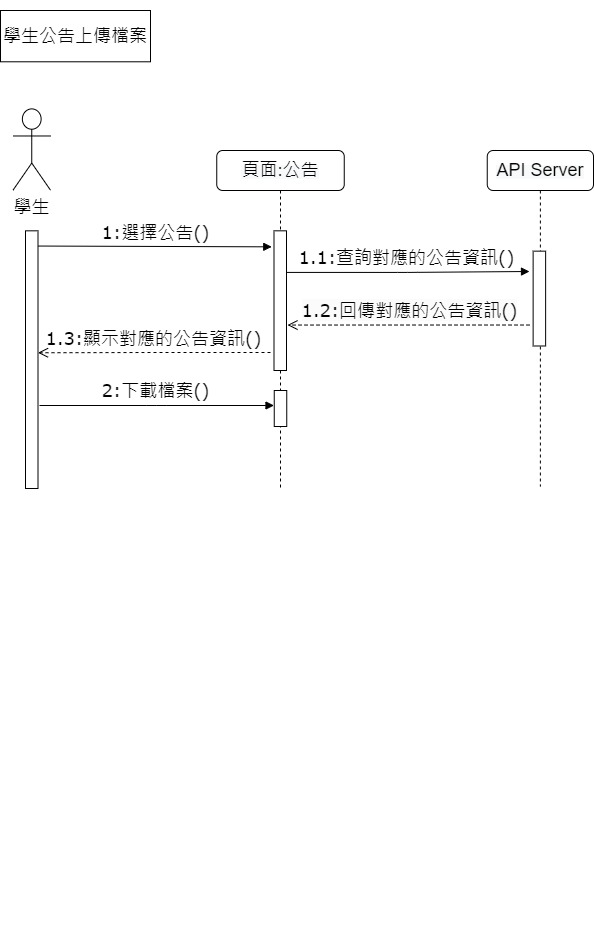 學生公告上傳檔案
學生
頁面:公告
API Server
1:選擇公告()
1.1:查詢對應的公告資訊()
1.2:回傳對應的公告資訊()
1.3:顯示對應的公告資訊()
2:下載檔案()